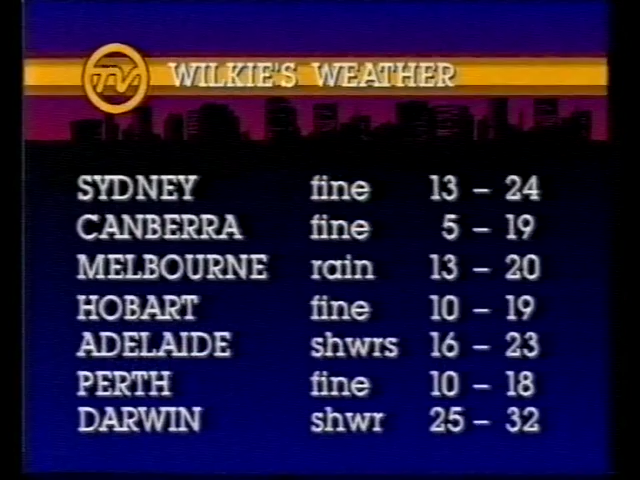 TV WILKIE'S WEATHER
SYDNEY fine 13 – 24
CANBERRA fine 5 – 19
MELBOURNE rain 13 – 20
HOBART fine 10 – 19
ADELAIDE shwrs 16 – 23
PERTH fine 10 – 18
DARWIN shwr 25 – 32